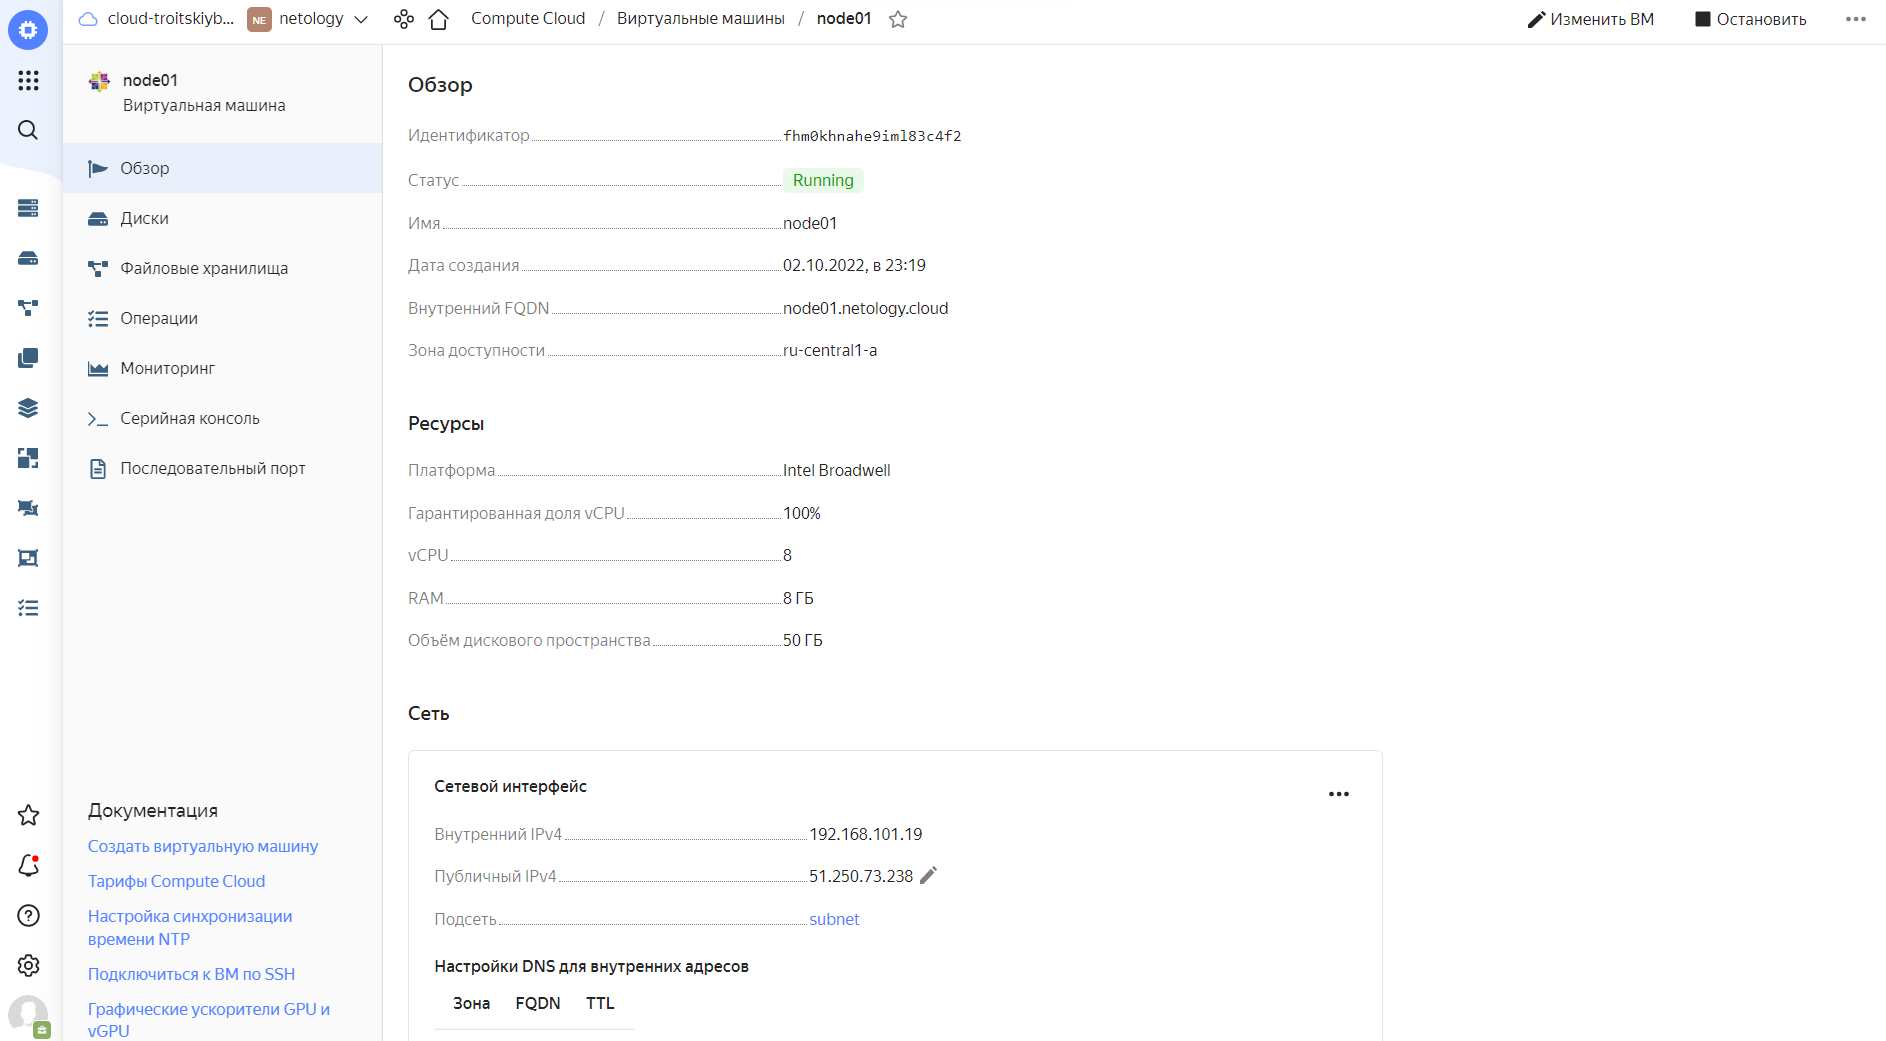 cloud-troitskiyb... NE netology Compute Cloud / Виртуальные машины / node01 Изменить ВМ Остановить
node01
Виртуальная машина
Обзор
Диски
Файловые хранилища
Операции
Мониторинг
Серийная консоль
Последовательный порт
Документация
Создать виртуальную машину
Тарифы Compute Cloud
Настройка синхронизации
времени NTP
Подключиться к ВМ по SSH
Графические ускорители GPU и
vGPU
Обзор
Идентификатор fhm0khnahe9iml83c4f2
Статус Running
Имя node01
Дата создания 02.10.2022, в 23:19
Внутренний FQDN node01.netology.cloud
Зона доступности ru-central1-a
Ресурсы
Платформа Intel Broadwell
Гарантированная доля vCPU 100%
vCPU 8
RAM 8 ГБ
Объём дискового пространства 50 ГБ
Сеть
Сетевой интерфейс
Внутренний IPv4 192.168.101.19
Публичный IPv4 51.250.73.238
Подсеть subnet
Настройки DNS для внутренних адресов
Зона FQDN TTL